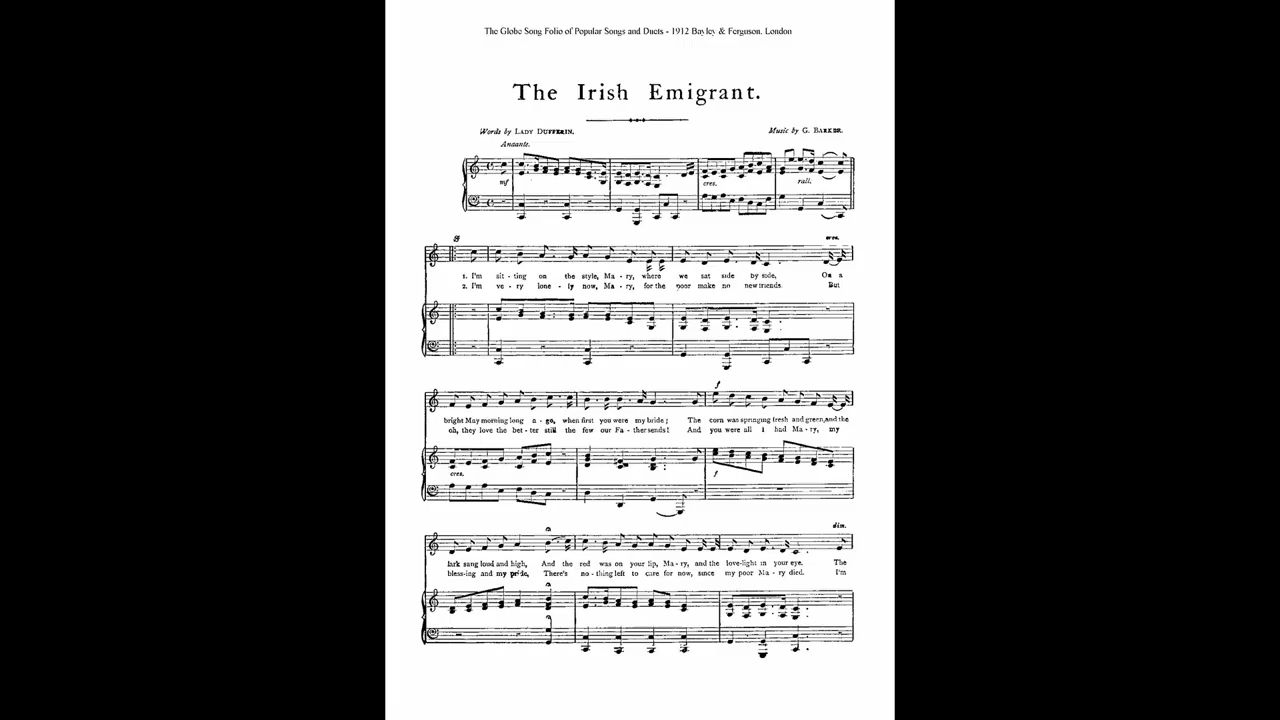 The Globe Song Folio of Popular Songs and Duets - 1912 Bayley & Ferguson. London
The Irish Emigrant.
Words by LADY DUFFERIN.
Music by G. BARKER.
Andante.
mf
cres.
rall.
cres.
1. I'm sit - ting on the style, Ma - ry, where we sat side by side, On a
2. I'm ve - ry lone - ly now, Ma - ry, for the poor make no new friends. But
f
bright May morning long a - go, when first you were my bride; The corn was springing fresh and green, and the
oh, they love the bet - ter still the few our Fa - ther sends! And you were all I had Ma - ry, my
cres.
f
dim.
lark sang loud and high, And the red was on your lip, Ma - ry, and the love-light in your eye. The
bless - ing and my pride, There's no - thing left to care for now, since my poor Ma - ry died. I'm